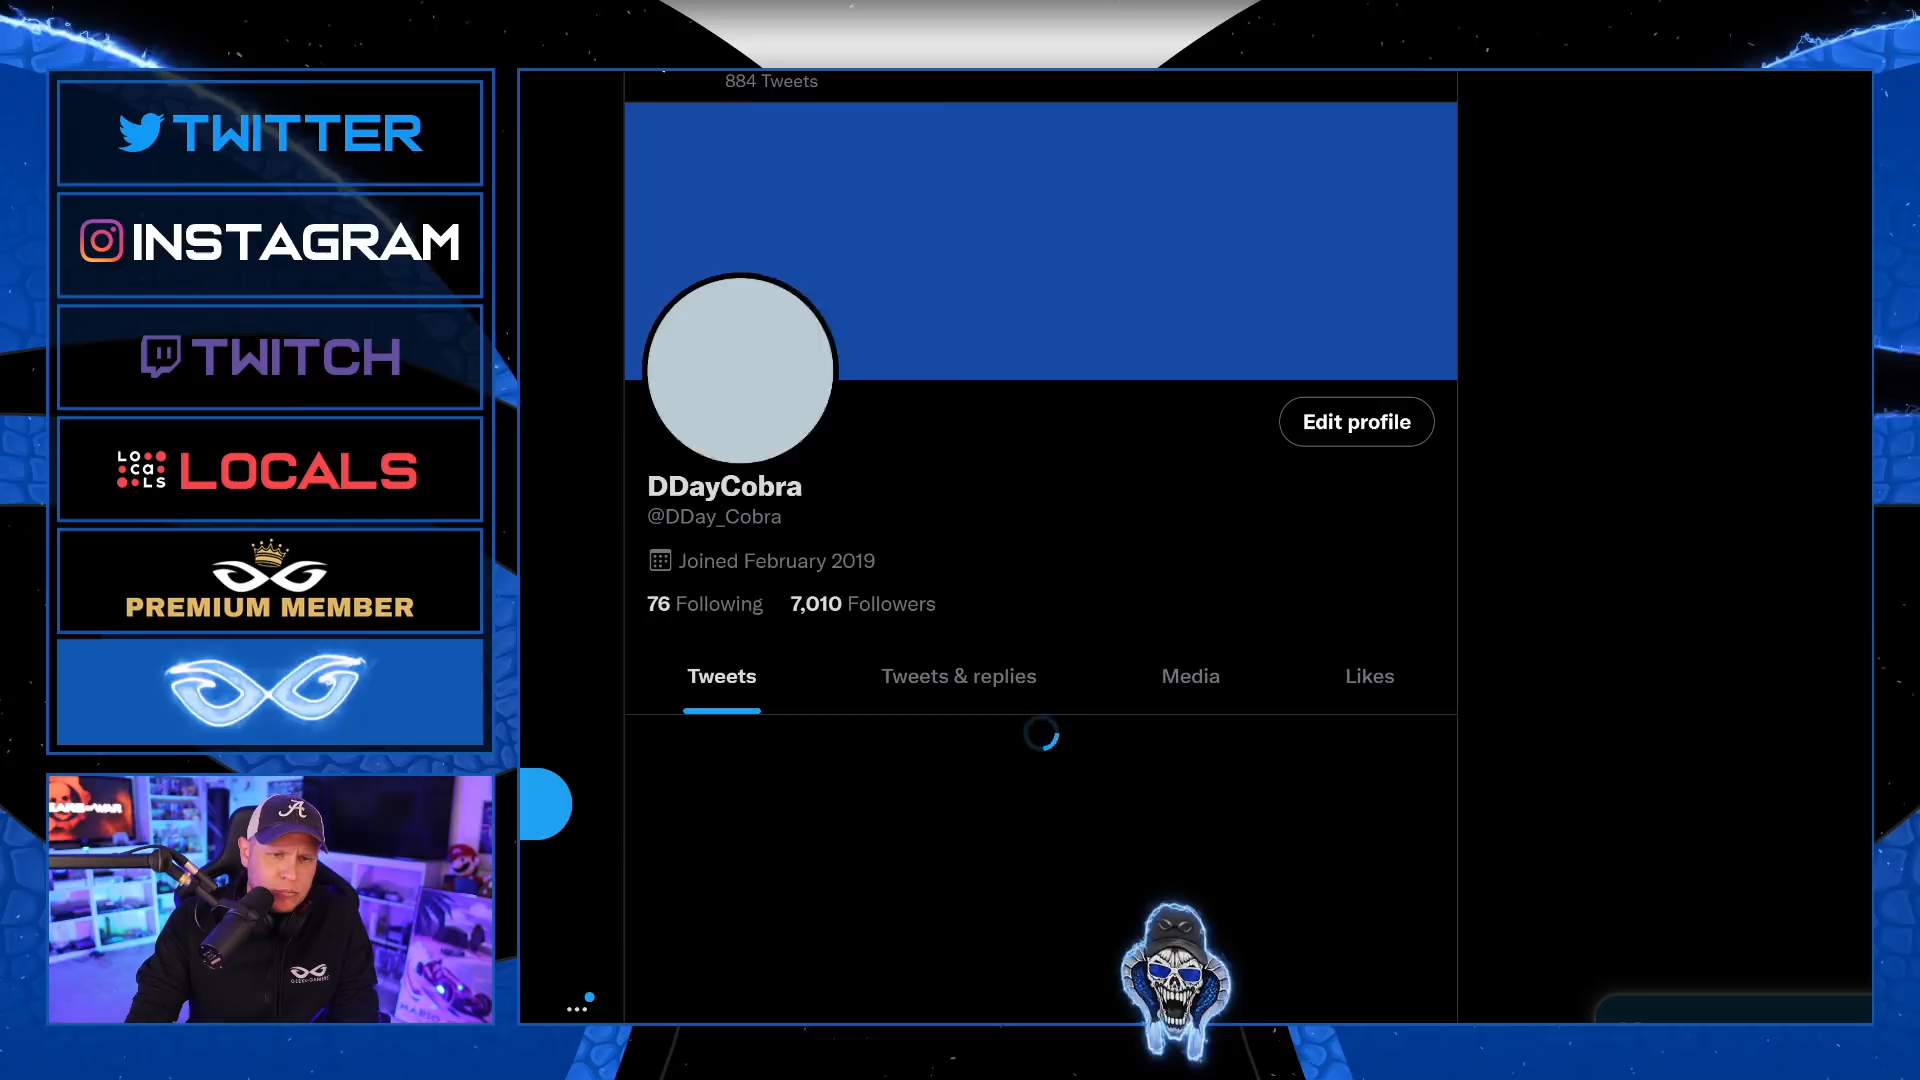 TWITTER
INSTAGRAM
TWITCH
LOCALS
LOCALS
PREMIUM MEMBER
884 Tweets
Edit profile
DDayCobra
@DDay_Cobra
Joined February 2019
76 Following 7,010 Followers
Tweets Tweets & replies Media Likes
A